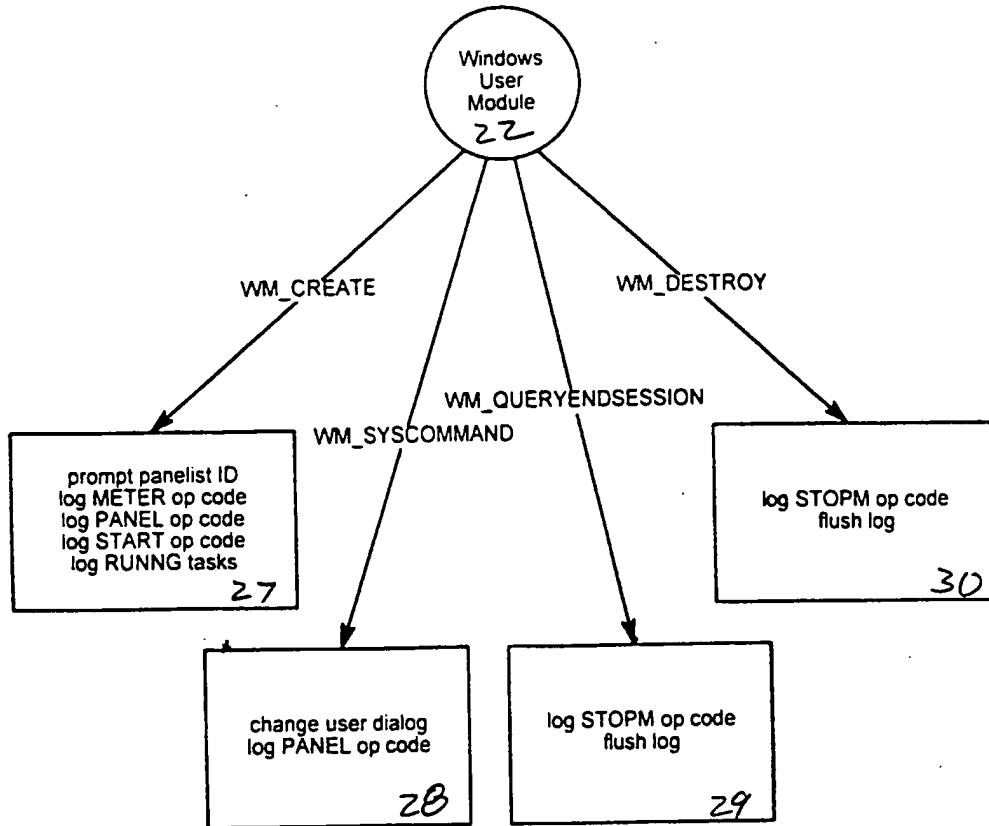 Windows
User
Module
22
WM_CREATE
WM_DESTROY
WM_QUERYENDSESSION
WM_SYSCOMMAND
prompt panelist ID
log METER op code
log PANEL op code
log START op code
log RUNNG tasks
27
log STOPM op code
flush log
30
change user dialog
log PANEL op code
28
log STOPM op code
flush log
29